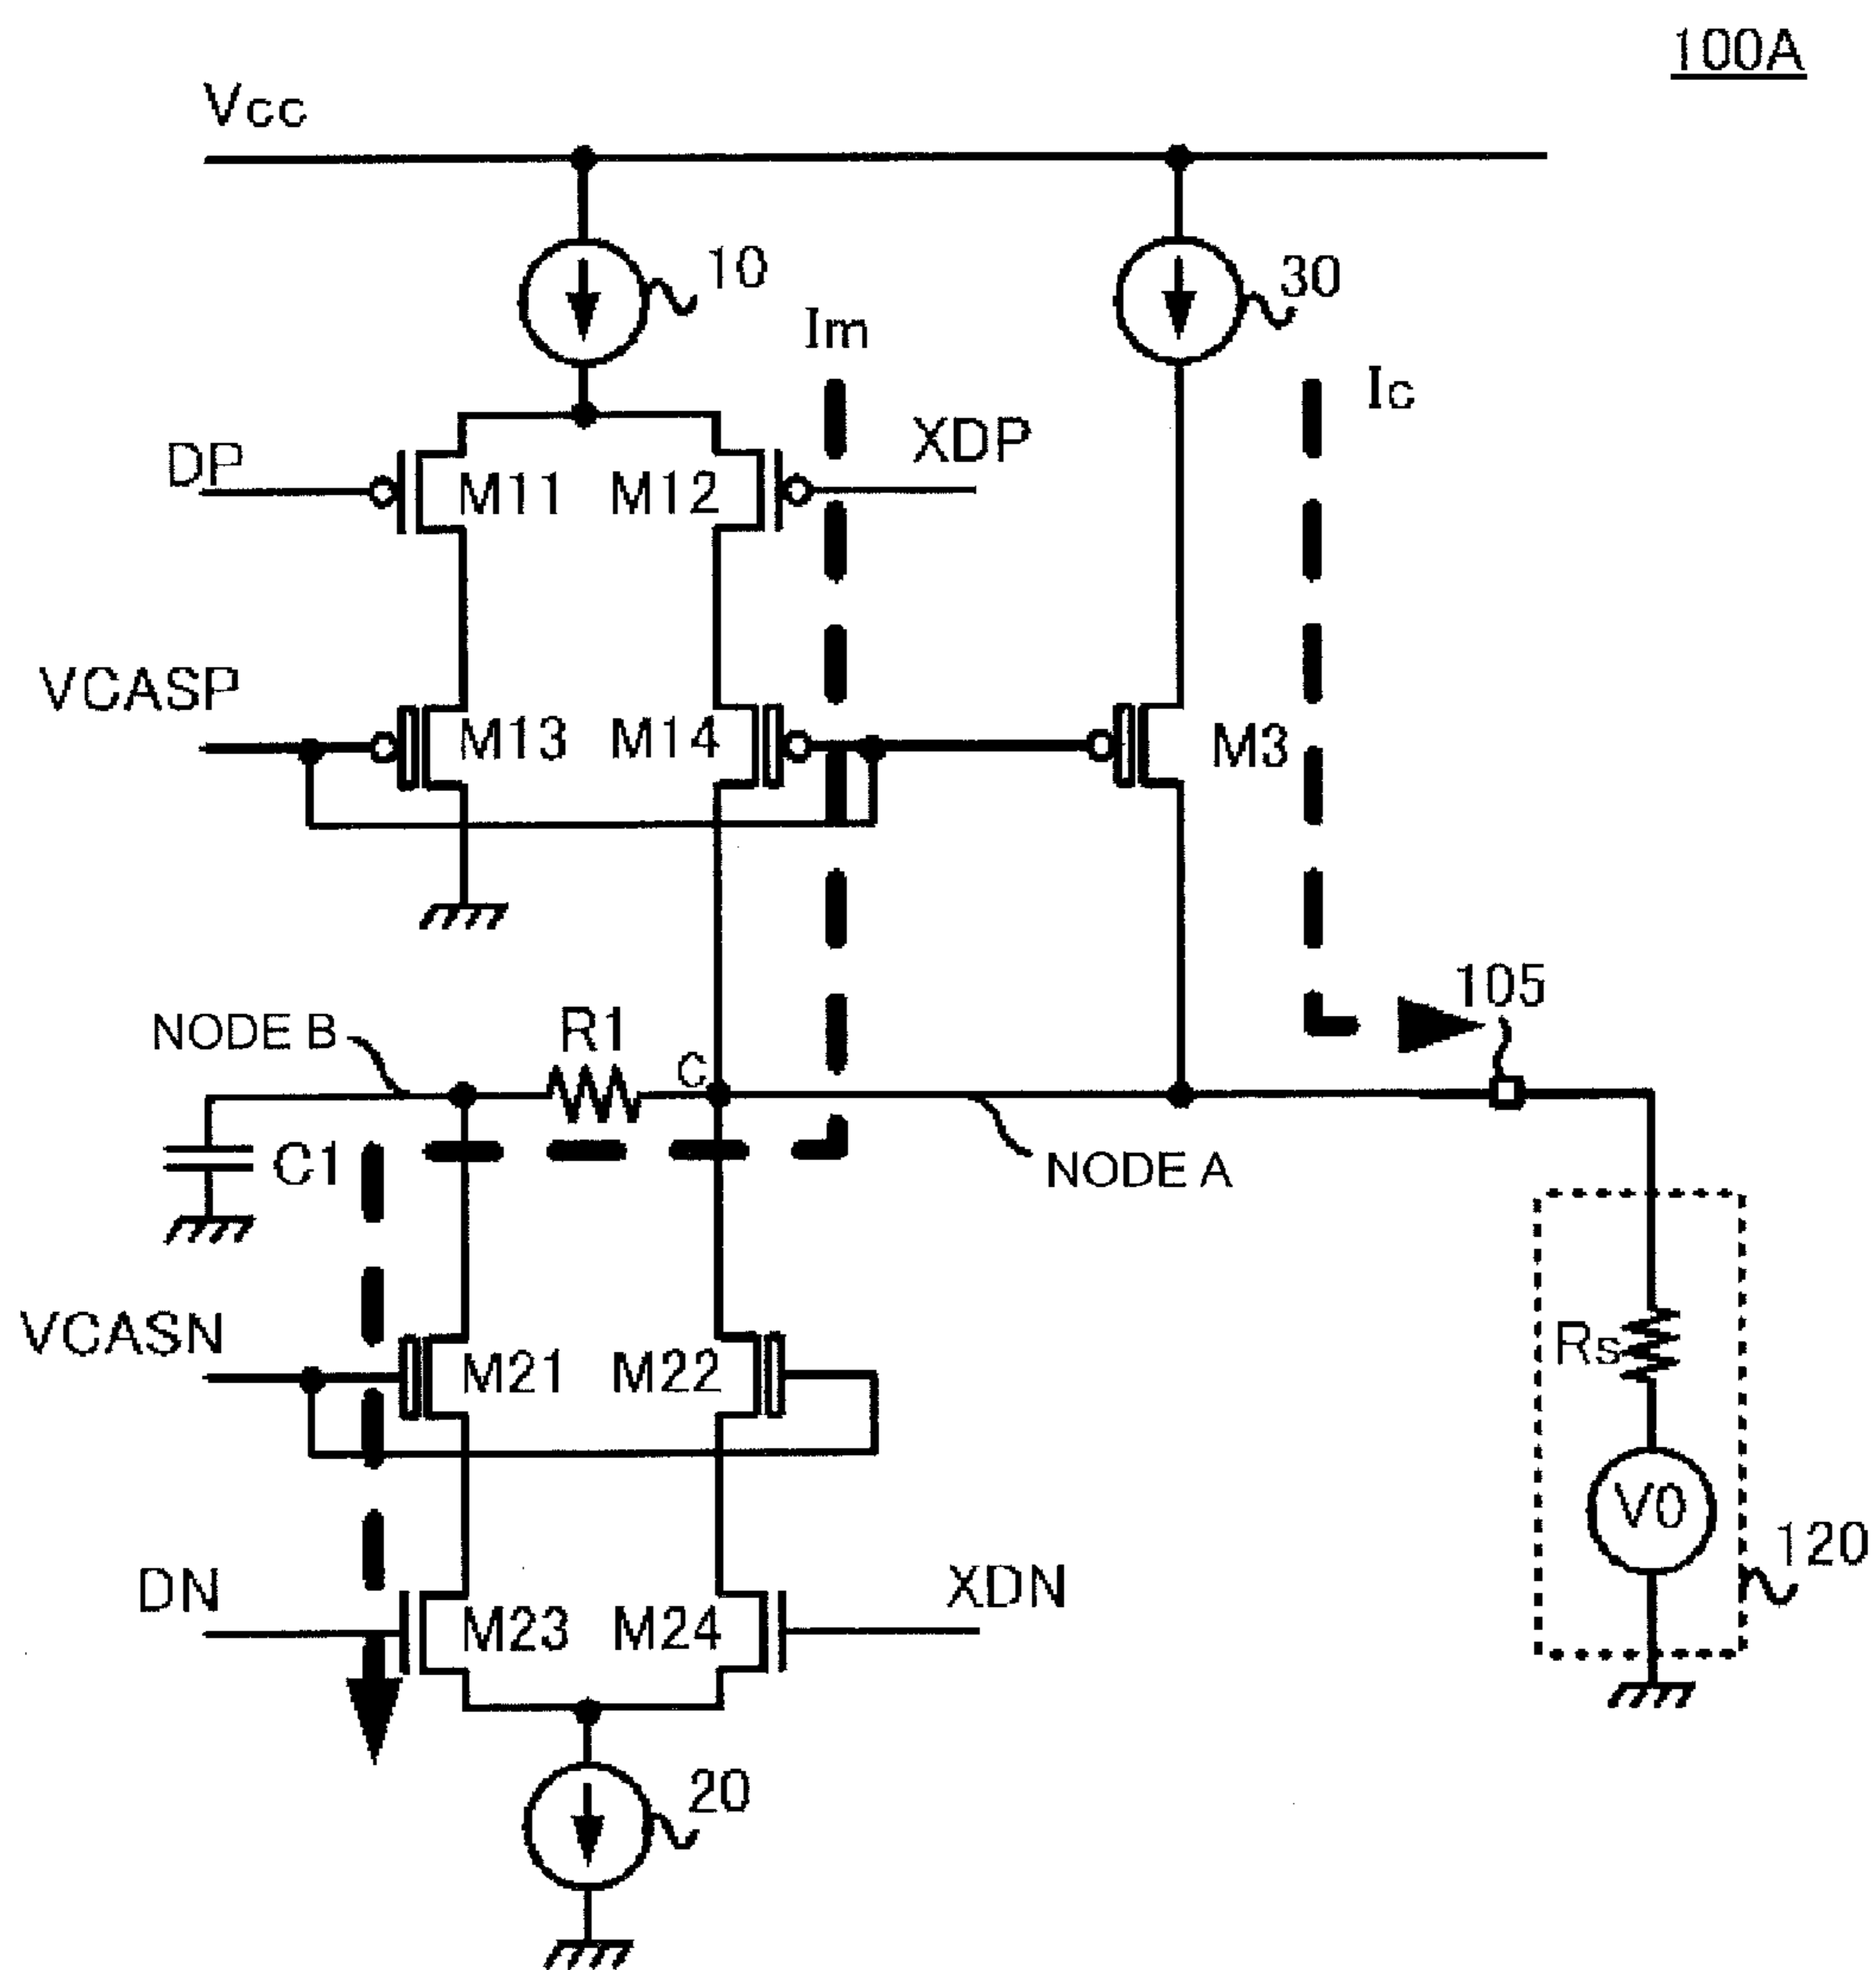 100A
Vcc
10
30
Im
Ic
DP
M11
M12
XDP
VCASP
M13
M14
M3
105
NODE B
R1
C
C1
NODE A
VCASN
M21
M22
Rs
V0
120
DN
M23
M24
XDN
20